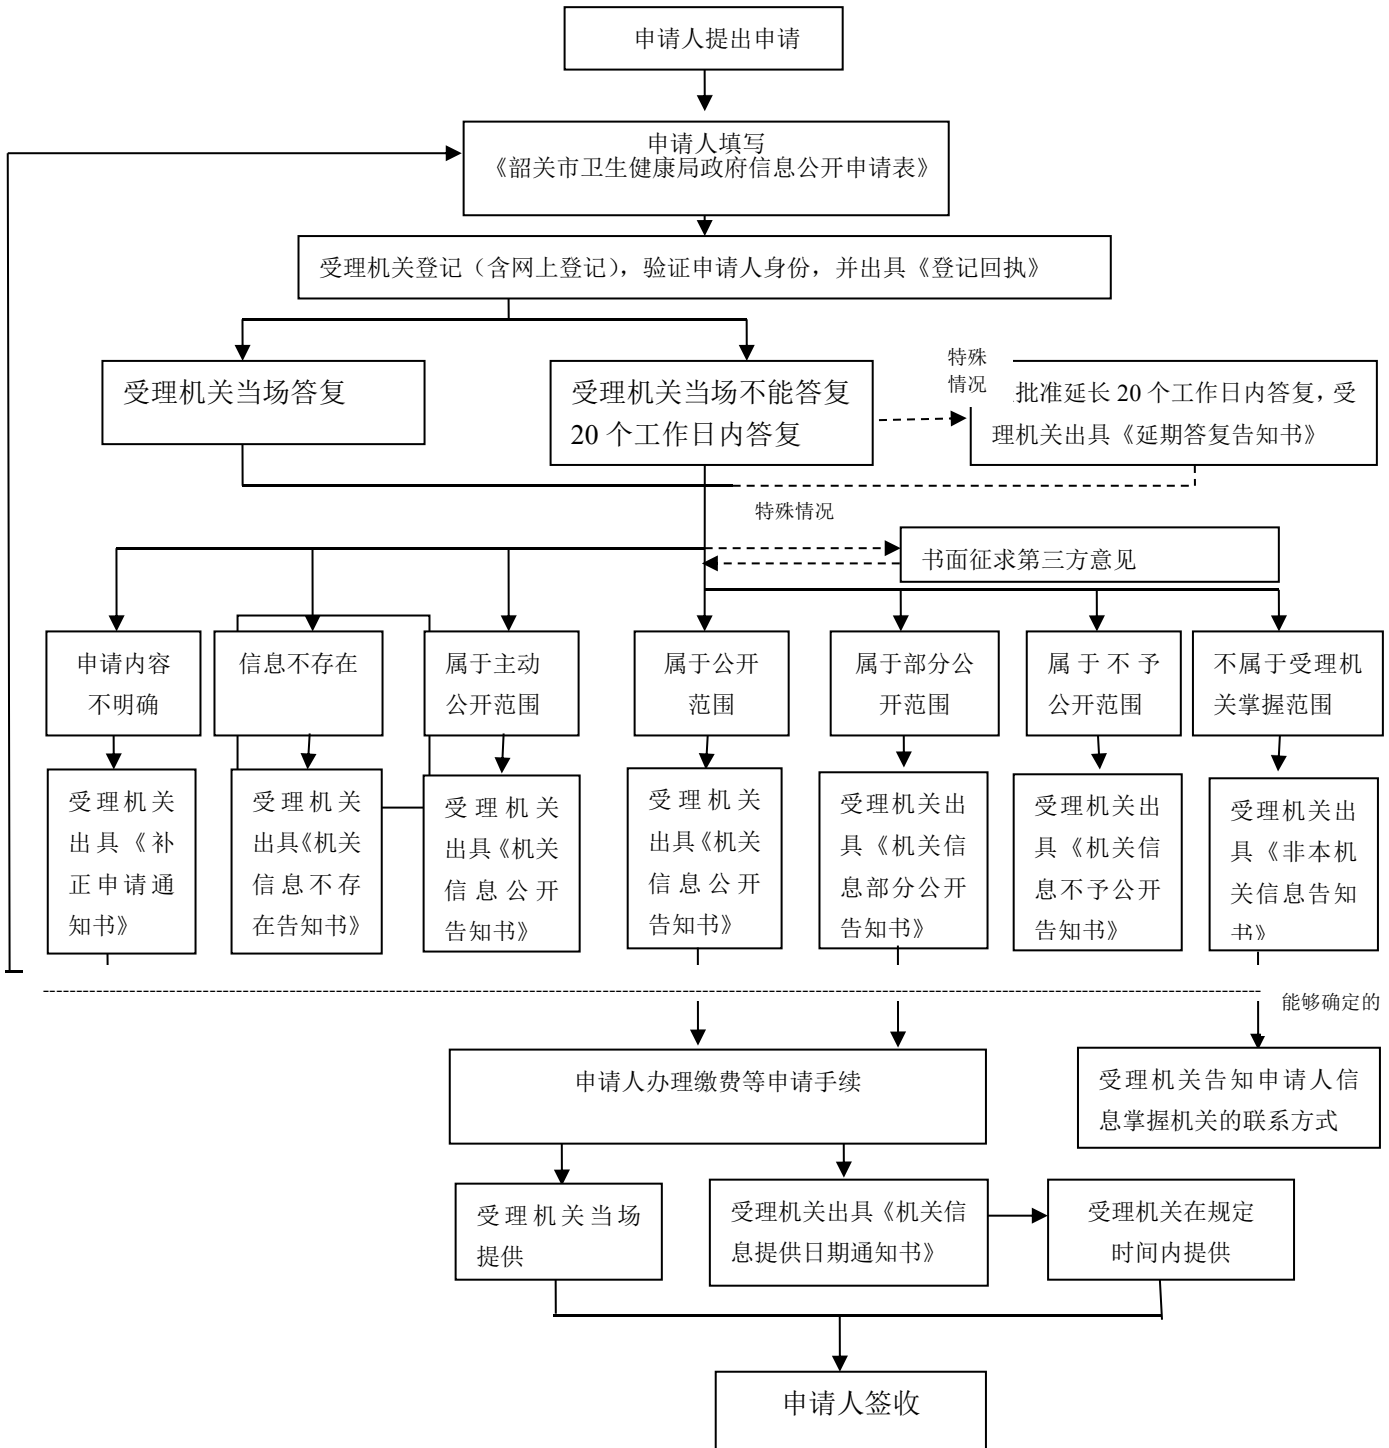 申请人提出申请
申请人填写
《韶关市卫生健康局政府信息公开申请表》
受理机关登记（含网上登记），验证申请人身份，并出具《登记回执》
受理机关当场答复
受理机关当场不能答复
20 个工作日内答复
特殊
情况
批准延长 20 个工作日内答复，受
理机关出具《延期答复告知书》
特殊情况
书面征求第三方意见
申请内容
不明确
信息不存在
属于主动
公开范围
属于公开
范围
属于部分公
开范围
属于不予
公开范围
不属于受理机
关掌握范围
受理机关
出具《补
正申请通
知书》
受理机关
出具《机关
信息不存
在告知书》
受理机关
出具《机关
信息公开
告知书》
受理机关
出具《机关
信息公开
告知书》
受理机关出
具《机关信
息部分公开
告知书》
受理机关出
具《机关信
息不予公开
告知书》
受理机关出
具《非本机
关信息告知
书》
能够确定的
申请人办理缴费等申请手续
受理机关告知申请人信
息掌握机关的联系方式
受理机关当场
提供
受理机关出具《机关信
息提供日期通知书》
受理机关在规定
时间内提供
申请人签收